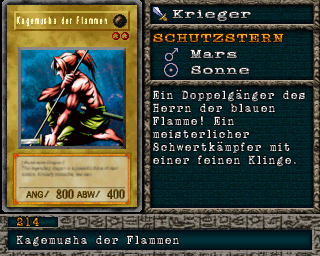 Kagemusha der Flammen
ANG/ 800 ABW/ 400
Krieger
SCHUTZSTERN
♂ Mars
☉ Sonne
Ein Doppelgänger des
Herrn der blauen
Flamme! Ein
meisterlicher
Schwertkämpfer mit
einer feinen Klinge.
214
Kagemusha der Flammen